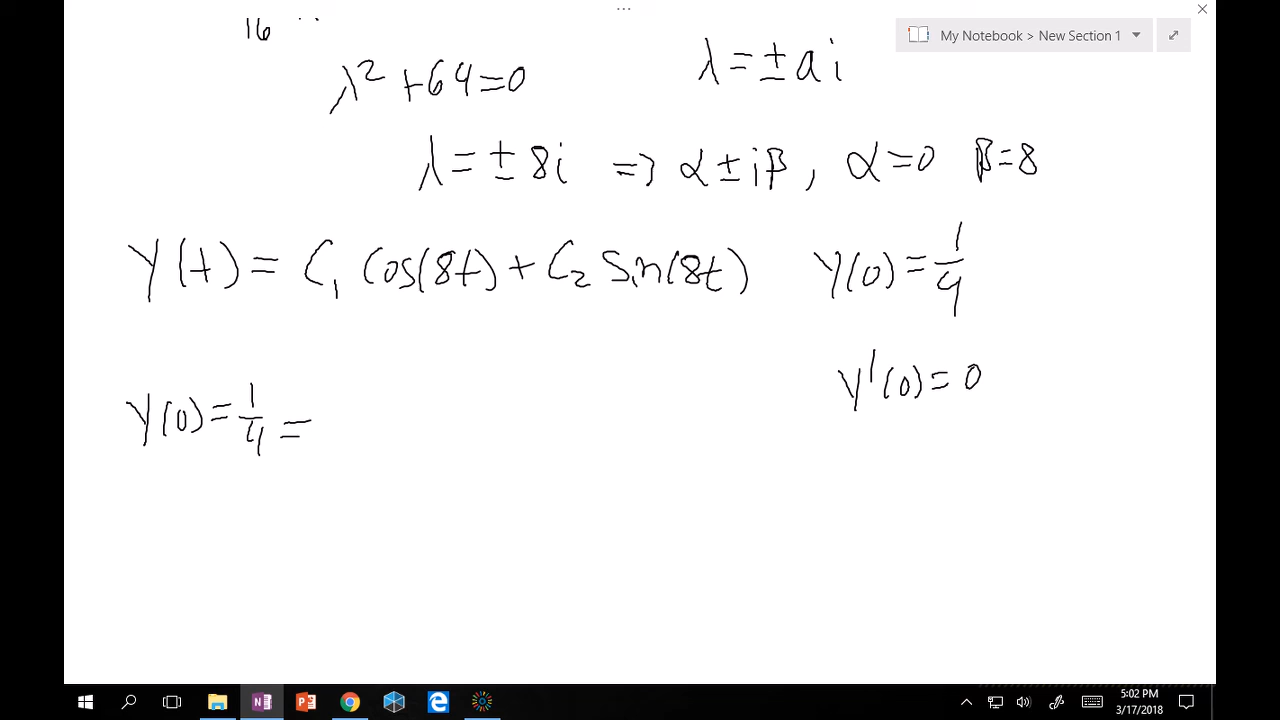 16
My Notebook > New Section 1
λ² + 64 = 0
λ = ± a i
λ = ± 8i => α ± iβ, α = 0 β = 8
y(t) = C₁ Cos(8t) + C₂ Sin(8t)
y(0) = 1/4
y'(0) = 0
y(0) = 1/4 =
5:02 PM
3/17/2018